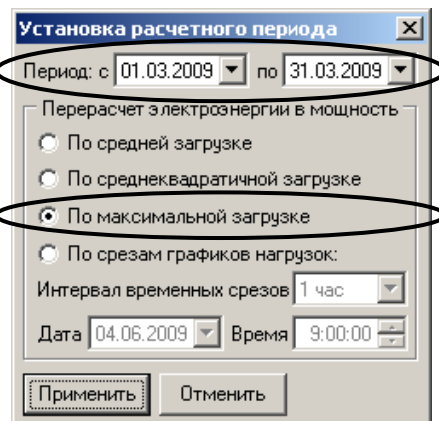 Установка расчетного периода
Период: с 01.03.2009 по 31.03.2009
Перерасчет электроэнергии в мощность
По средней загрузке
По среднеквадратичной загрузке
По максимальной загрузке
По срезам графиков нагрузок:
Интервал временных срезов 1 час
Дата 04.06.2009 Время 9:00:00
Применить Отменить